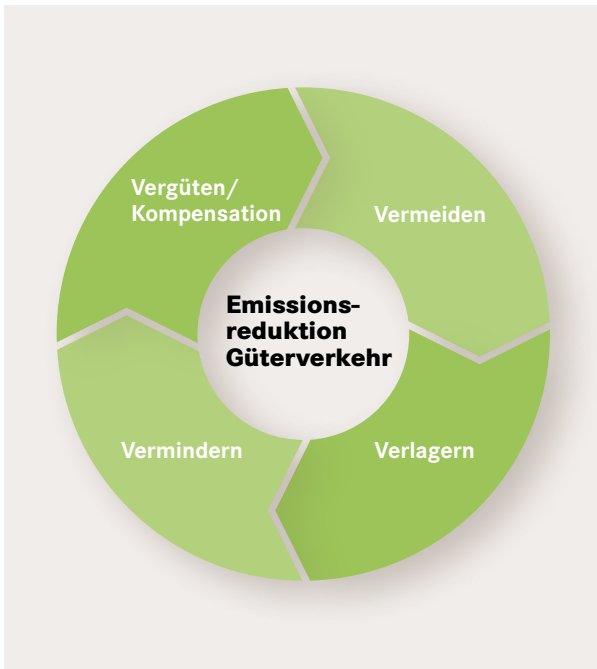 Vergüten/
Kompensation
Vermeiden
Emissions-
reduktion
Güterverkehr
Vermindern
Verlagern